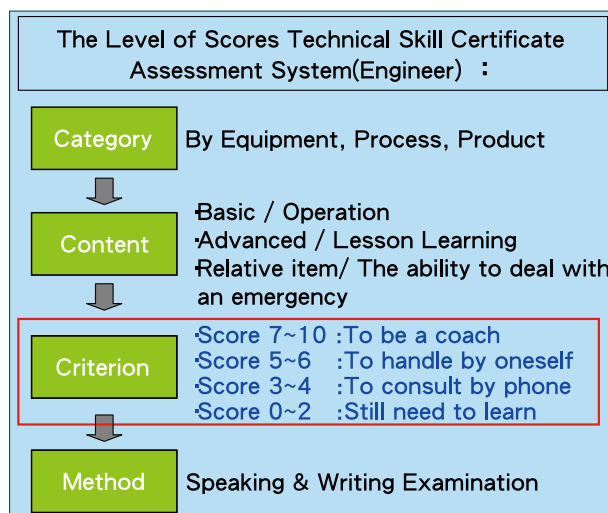 The Level of Scores Technical Skill Certificate
Assessment System(Engineer) :
Category
By Equipment, Process, Product
Content
·Basic / Operation
·Advanced / Lesson Learning
·Relative item/ The ability to deal with
an emergency
Criterion
·Score 7~10 :To be a coach
·Score 5~6 :To handle by oneself
·Score 3~4 :To consult by phone
·Score 0~2 :Still need to learn
Method
Speaking & Writing Examination